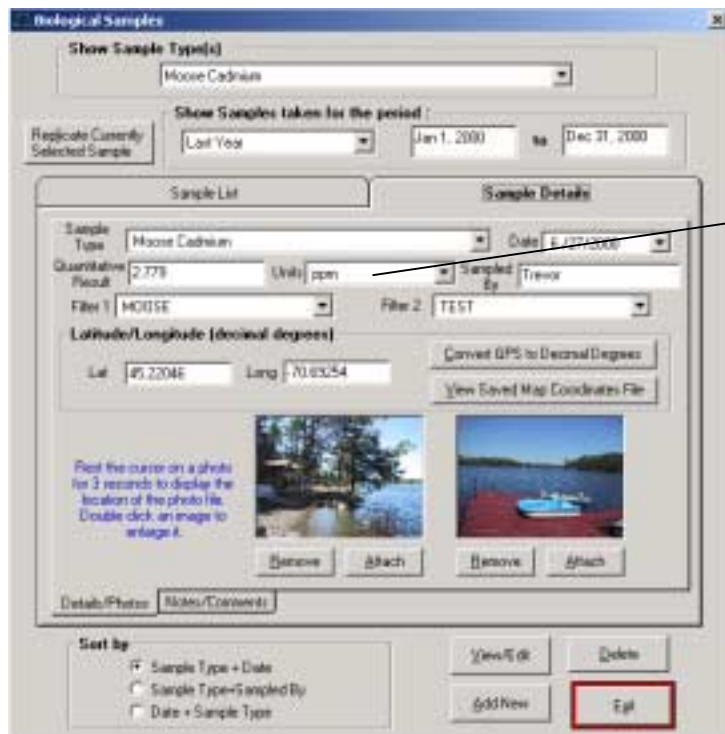 Biological Samples
Show Sample Type(s)
Moose Cadmium
Show Samples taken for the period :
Replicate Currently Selected Sample
Last Year
Jan 1, 2000 to Dec 31, 2000
Sample List
Sample Details
Sample Type Moose Cadmium Date 6 /27/2000
Quantitative Result 2.779 Units ppm Sampled By Trevor
Filter 1 MOOSE Filter 2 TEST
Latitude/Longitude (decimal degrees)
Lat 45.22046 Long -70.69254
Convert GPS to Decimal Degrees
View Saved Map Coordinates File
Rest the cursor on a photo
for 3 seconds to display the
location of the photo file.
Double click an image to
enlarge it.
Remove Attach Remove Attach
Details/Photos Notes/Comments
Sort by
Sample Type + Date
Sample Type+Sampled By
Date + Sample Type
View/Edit Delete
Add New Exit